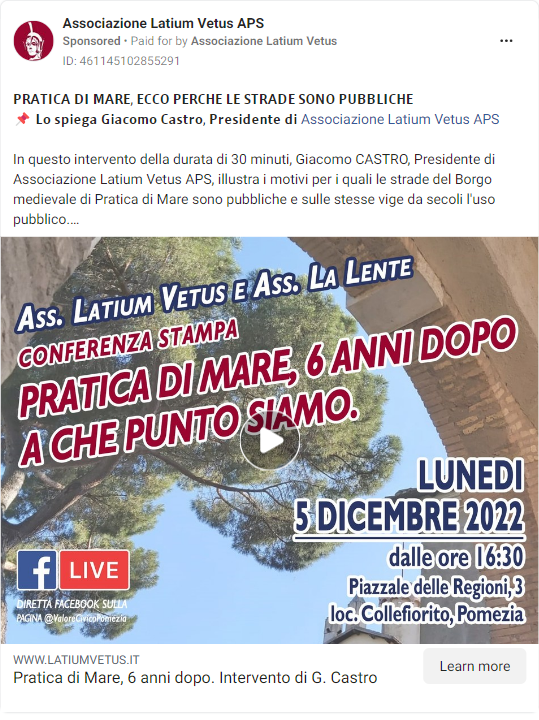 Associazione Latium Vetus APS
Sponsored • Paid for by Associazione Latium Vetus
ID: 461145102855291
PRATICA DI MARE, ECCO PERCHE LE STRADE SONO PUBBLICHE
📌 Lo spiega Giacomo Castro, Presidente di Associazione Latium Vetus APS
In questo intervento della durata di 30 minuti, Giacomo CASTRO, Presidente di
Associazione Latium Vetus APS, illustra i motivi per i quali le strade del Borgo
medievale di Pratica di Mare sono pubbliche e sulle stesse vige da secoli l'uso
pubblico....
ASS. LATIUM VETUS E ASS. LA LENTE
CONFERENZA STAMPA
PRATICA DI MARE, 6 ANNI DOPO
A CHE PUNTO SIAMO.
LUNEDI
5 DICEMBRE 2022
dalle ore 16:30
Piazzale delle Regioni, 3
loc. Collefiorito, Pomezia
f LIVE
DIRETTA FACEBOOK SULLA
PAGINA @ValoreCivicoPomezia
WWW.LATIUMVETUS.IT
Pratica di Mare, 6 anni dopo. Intervento di G. Castro
Learn more